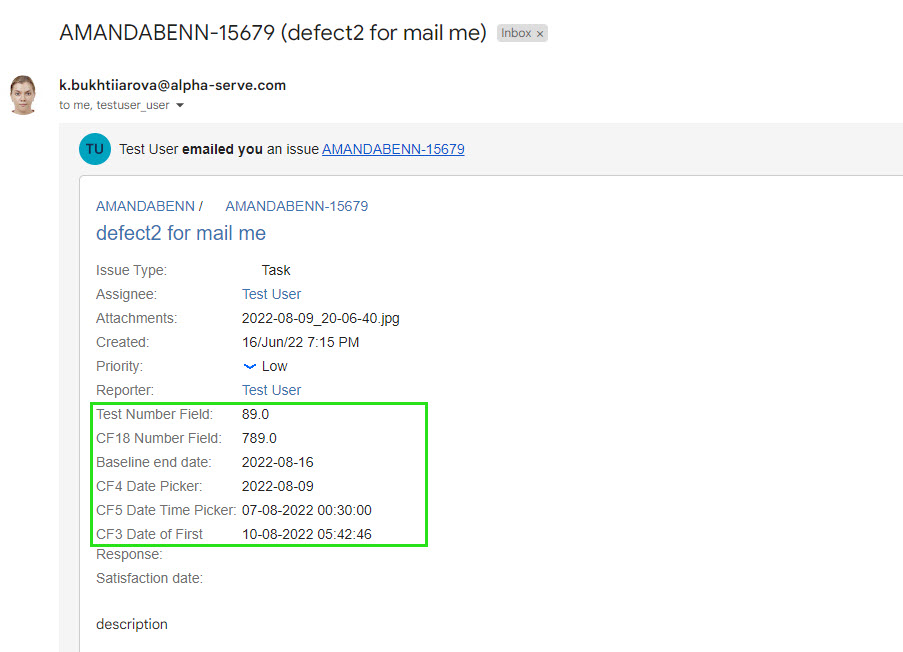 AMANDABENN-15679 (defect2 for mail me) Inbox ×
k.bukhtiiarova@alpha-serve.com
to me, testuser_user
TU Test User emailed you an issue AMANDABENN-15679
AMANDABENN / AMANDABENN-15679
defect2 for mail me
Issue Type: Task
Assignee: Test User
Attachments: 2022-08-09_20-06-40.jpg
Created: 16/Jun/22 7:15 PM
Priority: Low
Reporter: Test User
Test Number Field: 89.0
CF18 Number Field: 789.0
Baseline end date: 2022-08-16
CF4 Date Picker: 2022-08-09
CF5 Date Time Picker: 07-08-2022 00:30:00
CF3 Date of First 10-08-2022 05:42:46
Response:
Satisfaction date:
description